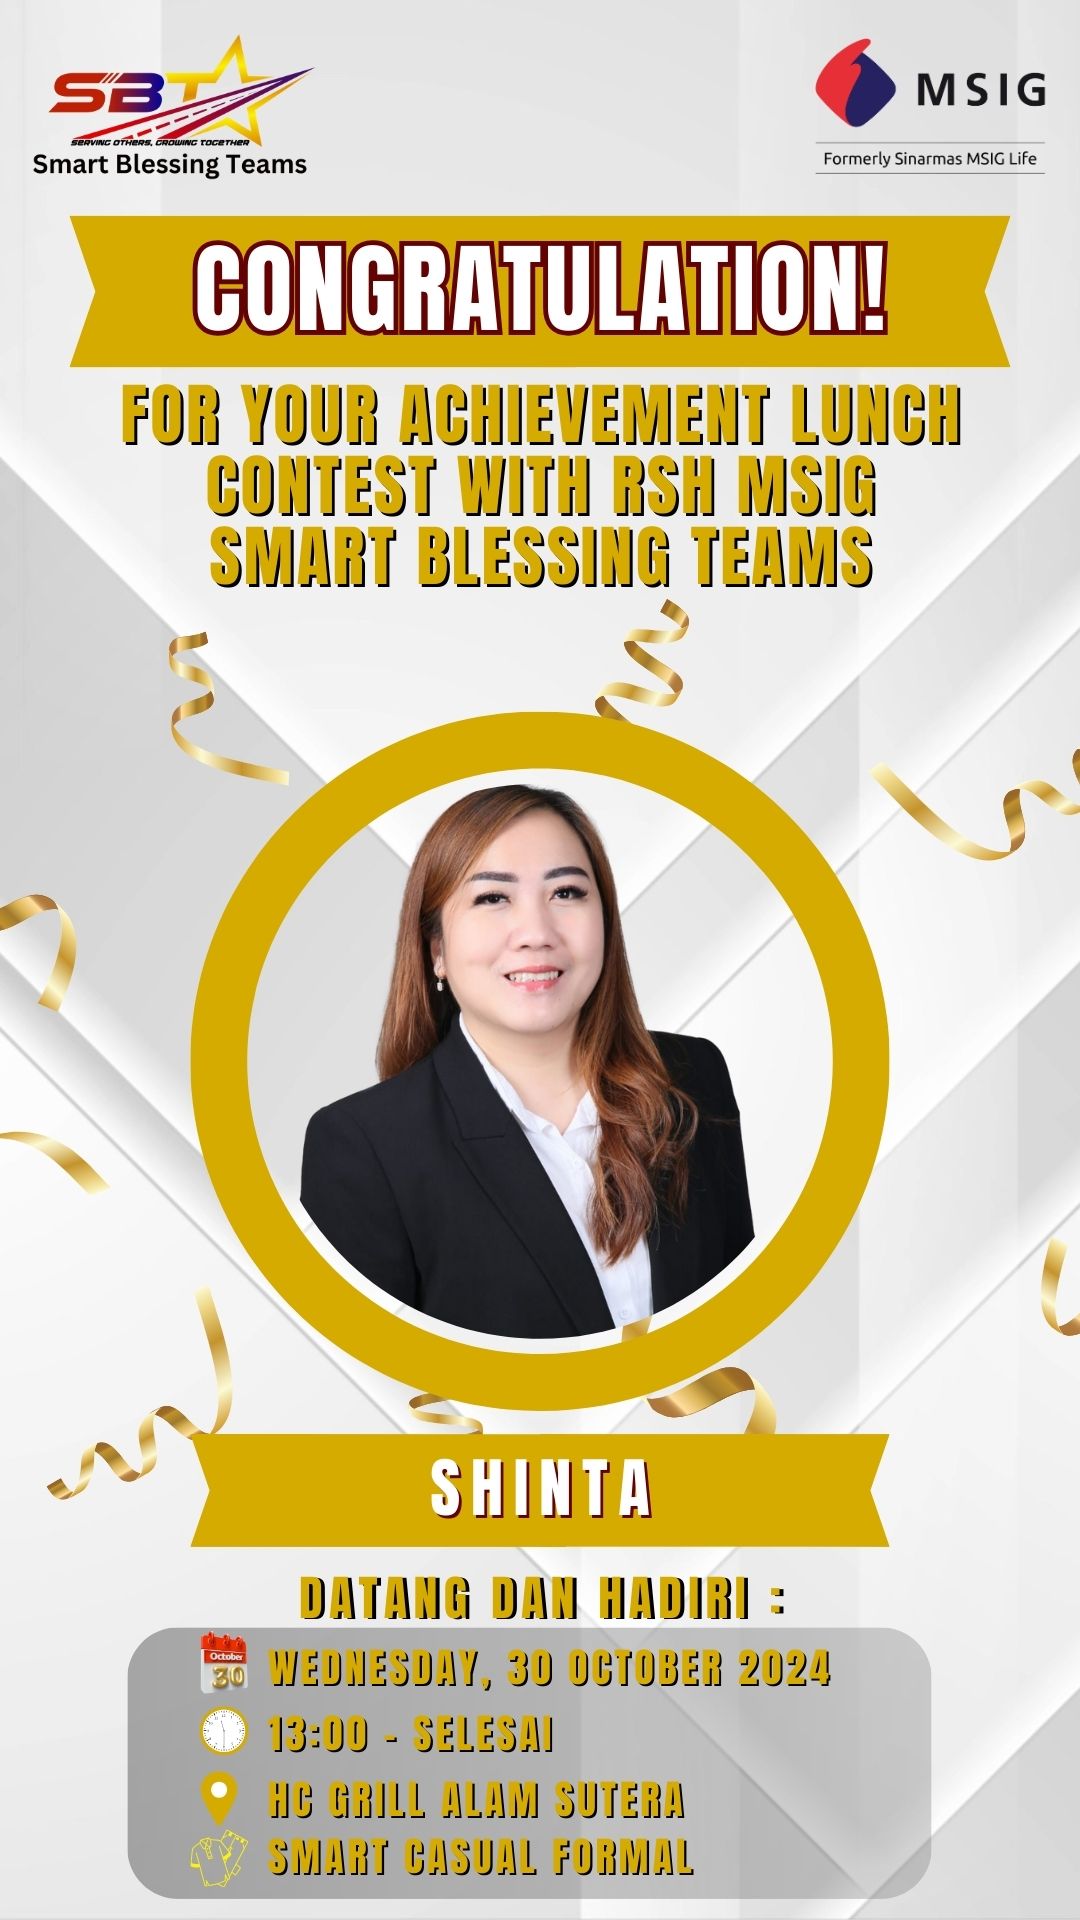 SBT
SERVING OTHERS, GROWING TOGETHER
Smart Blessing Teams
MSIG
Formerly Sinarmas MSIG Life
CONGRATULATION!
FOR YOUR ACHIEVEMENT LUNCH
CONTEST WITH RSH MSIG
SMART BLESSING TEAMS
SHINTA
DATANG DAN HADIRI :
October
30
WEDNESDAY, 30 OCTOBER 2024
13:00 - SELESAI
HC GRILL ALAM SUTERA
SMART CASUAL FORMAL